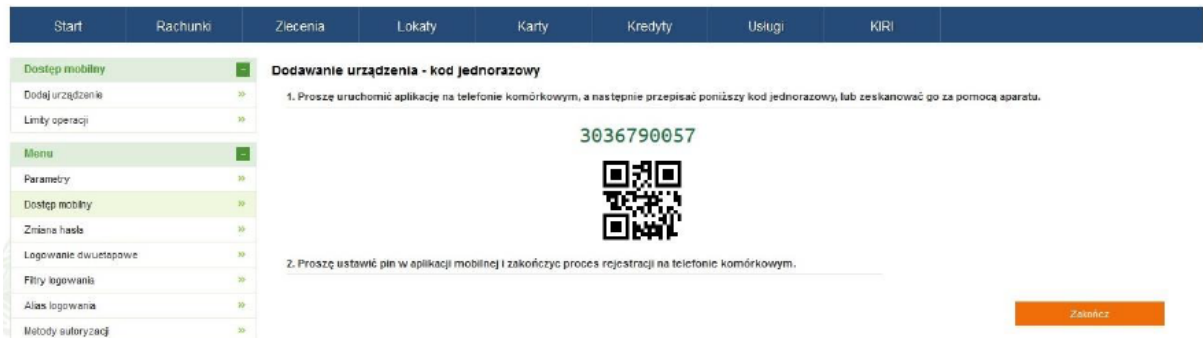 Start Rachunki Zlecenia Lokaty Karty Kredyty Usługi KIRI
Dostęp mobilny
Dodaj urządzenie
Limity operacji
Menu
Parametry
Dostęp mobilny
Zmiana hasła
Logowanie dwuetapowe
Filtry logowania
Alias logowania
Metody autoryzacji
Dodawanie urządzenia - kod jednorazowy
1. Proszę uruchomić aplikację na telefonie komórkowym, a następnie przepisać poniższy kod jednorazowy, lub zeskanować go za pomocą aparatu.
3036790057
2. Proszę ustawić pin w aplikacji mobilnej i zakończyc proces rejestracji na telefonie komórkowym.
Zakończ